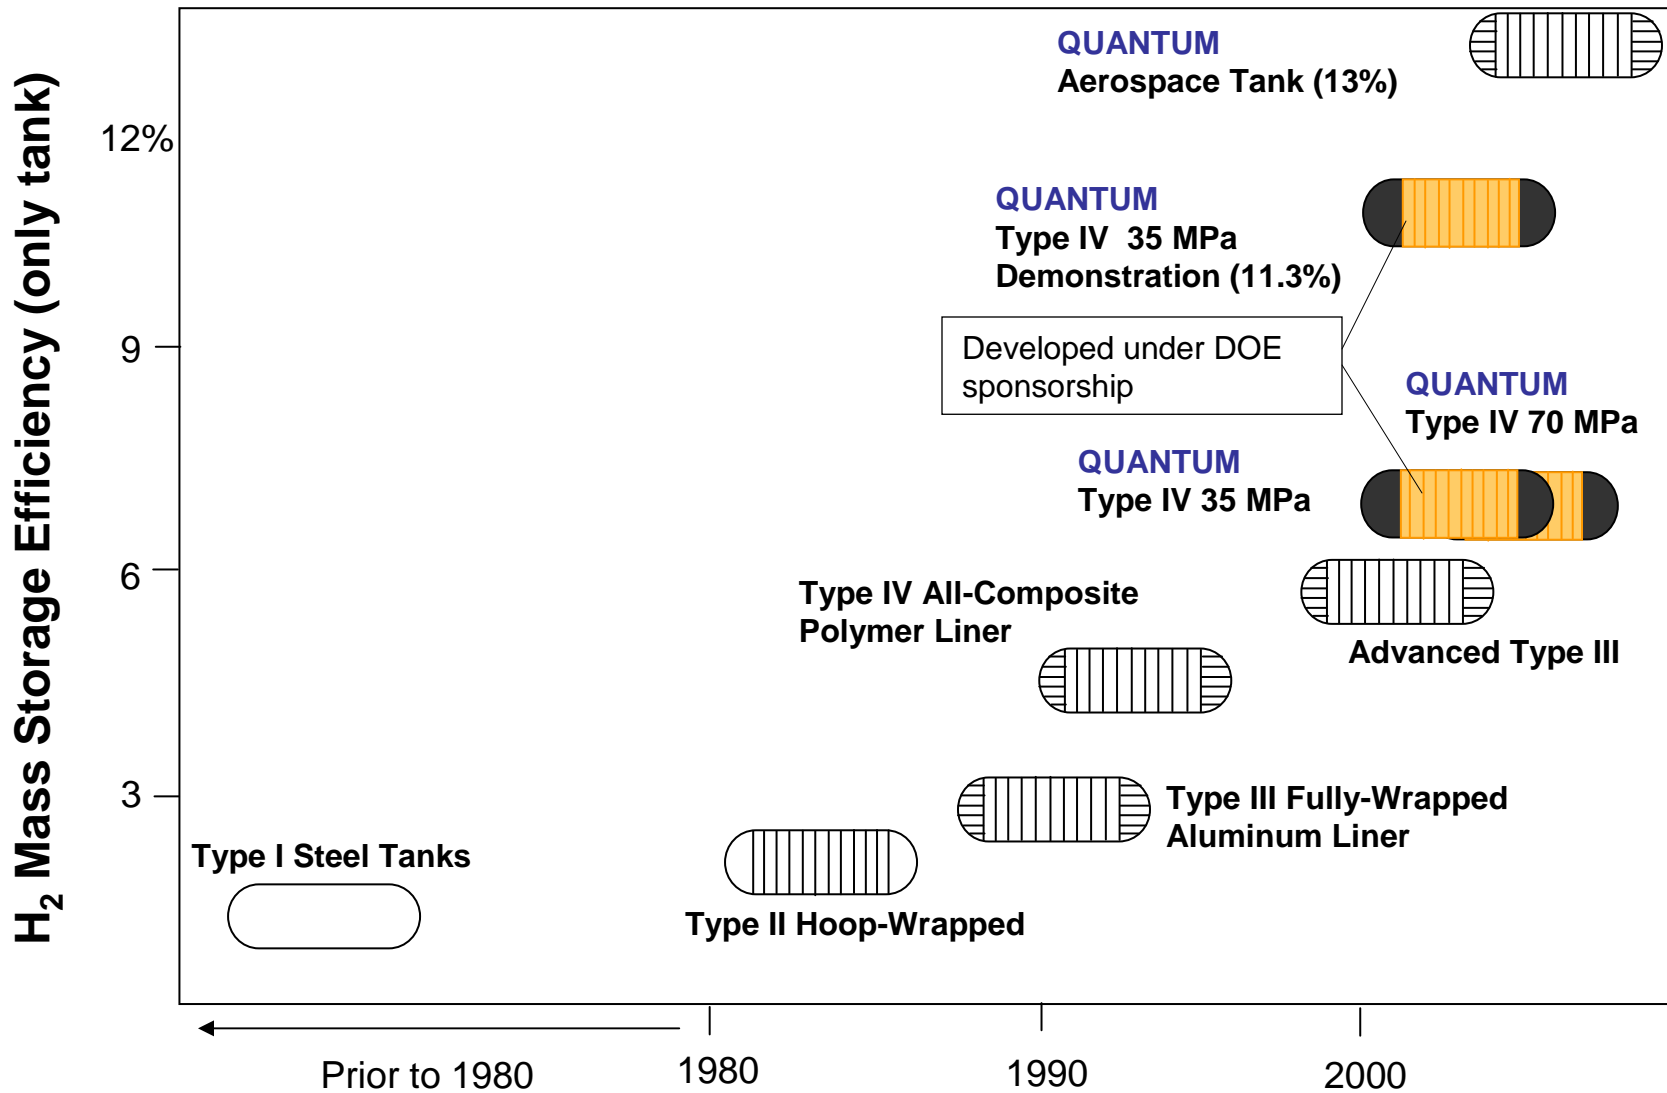 H2 Mass Storage Efficiency (only tank)
QUANTUM
Aerospace Tank (13%)
12%
QUANTUM
Type IV  35 MPa
Demonstration (11.3%)
9
Developed under DOE
sponsorship
QUANTUM
Type IV 70 MPa
QUANTUM
Type IV 35 MPa
6
Type IV All-Composite
Polymer Liner
Advanced Type III
3
Type III Fully-Wrapped
Aluminum Liner
Type I Steel Tanks
Type II Hoop-Wrapped
Prior to 1980
1980
1990
2000